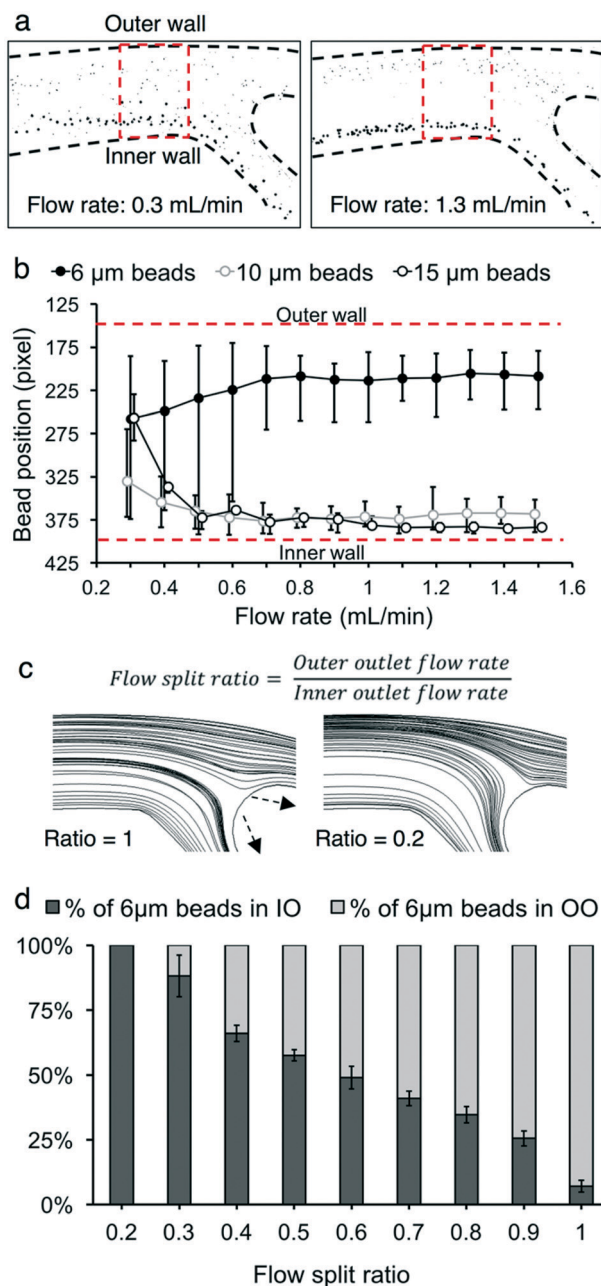 a
Outer wall
Inner wall
Flow rate: 0.3 mL/min
Flow rate: 1.3 mL/min
b
6 µm beads
10 µm beads
15 µm beads
Bead position (pixel)
125
175
225
275
325
375
425
Outer wall
Inner wall
0.2
0.4
0.6
0.8
1
1.2
1.4
1.6
Flow rate (mL/min)
c
Flow split ratio = Outer outlet flow rate
Inner outlet flow rate
Ratio = 1
Ratio = 0.2
d
% of 6µm beads in IO
% of 6µm beads in OO
100%
75%
50%
25%
0%
0.2
0.3
0.4
0.5
0.6
0.7
0.8
0.9
1
Flow split ratio